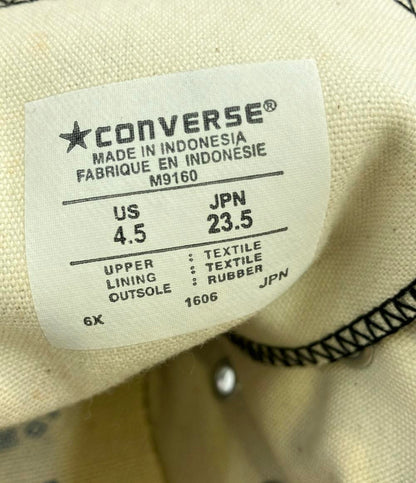 ★CONVERSE®
MADE IN INDONESIA
FABRIQUE EN INDONESIE
M9160
US JPN
4.5 23.5
UPPER : TEXTILE
LINING : TEXTILE
OUTSOLE : RUBBER
6X 1606 JPN